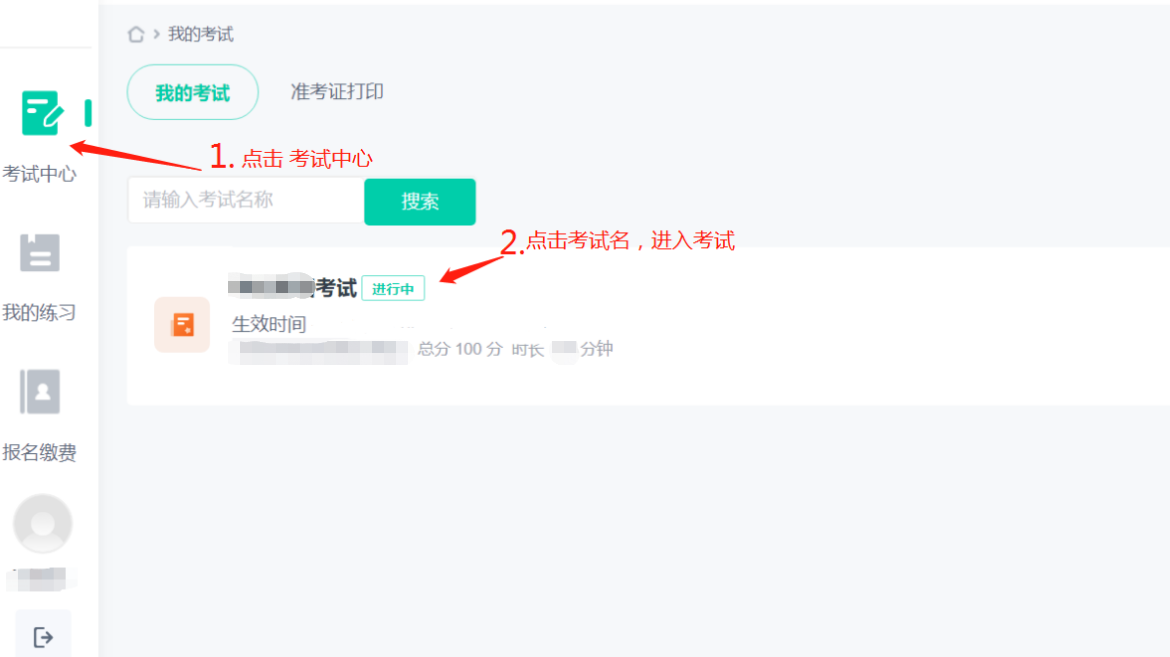 我的考试
我的考试 准考证打印
1. 点击 考试中心
考试中心
请输入考试名称 搜索
2.点击考试名，进入考试
考试 进行中
生效时间
我的练习
总分 100 分 时长 分钟
报名缴费